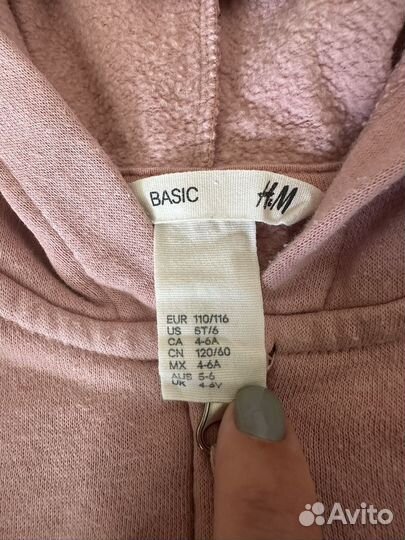 BASIC H&M
EUR 110/116
US 5T/6
CA 4-6A
CN 120/60
MX 4-6A
AUS 5-6
UK 4-6Y
Avito